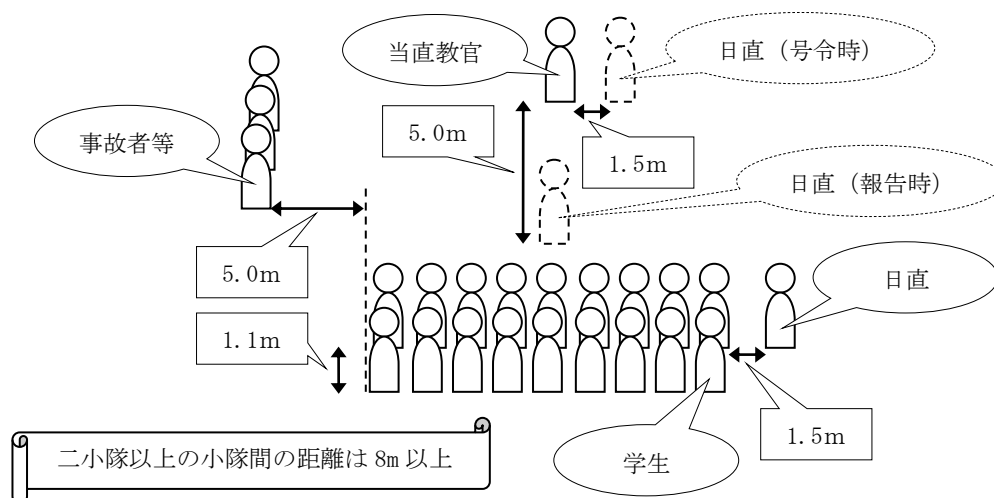 当直教官
日直（号令時）
事故者等
5.0m
1.5m
日直（報告時）
5.0m
日直
1.1m
1.5m
学生
二小隊以上の小隊間の距離は 8m 以上